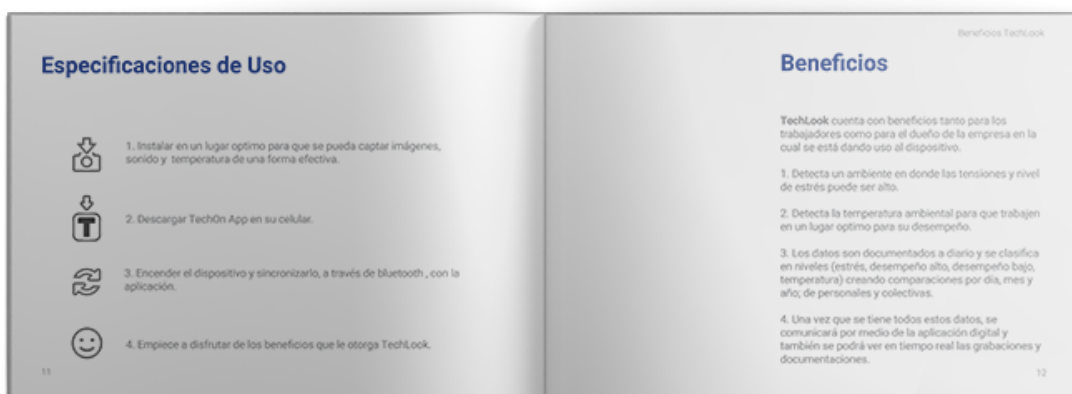 Especificaciones de Uso
1. Instalar en un lugar optimo para que se pueda captar imágenes,
sonido y temperatura de una forma efectiva.
T
2. Descargar TechOn App en su celular.
3. Encender el dispositivo y sincronizarlo, a través de bluetooth , con la
aplicación.
4. Empiece a disfrutar de los beneficios que le otorga TechLook.
11
Beneficios TechLook
Beneficios
TechLook cuenta con beneficios tanto para los
trabajadores como para el dueño de la empresa en la
cual se está dando uso al dispositivo.
1. Detecta un ambiente en donde las tensiones y nivel
de estrés puede ser alto.
2. Detecta la temperatura ambiental para que trabajen
en un lugar optimo para su desempeño.
3. Los datos son documentados a diario y se clasifica
en niveles (estrés, desempeño alto, desempeño bajo,
temperatura) creando comparaciones por día, mes y
año; de personales y colectivas.
4. Una vez que se tiene todos estos datos, se
comunicará por medio de la aplicación digital y
también se podrá ver en tiempo real las grabaciones y
documentaciones.
12